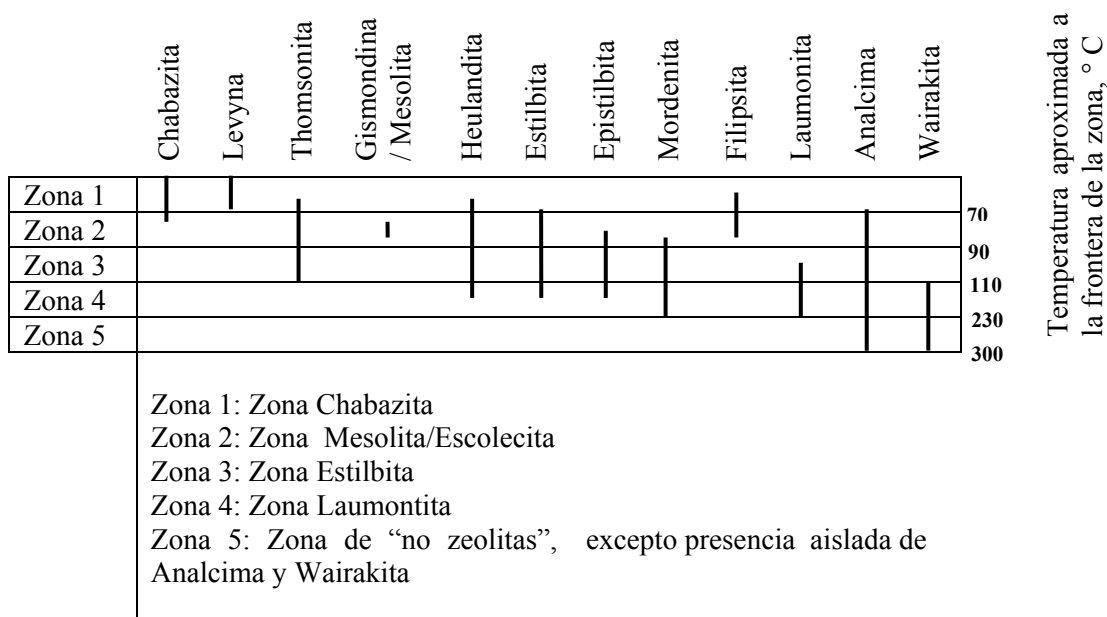 Chabazita
Levyna
Thomsonita
Gismondina
/ Mesolita
Heulandita
Estilbita
Epistilbita
Mordenita
Filipsita
Laumonita
Analcima
Wairakita
Temperatura aproximada a
la frontera de la zona, ° C
Zona 1
70
Zona 2
90
Zona 3
110
Zona 4
230
Zona 5
300
Zona 1: Zona Chabazita
Zona 2: Zona Mesolita/Escolecita
Zona 3: Zona Estilbita
Zona 4: Zona Laumontita
Zona 5: Zona de “no zeolitas”, excepto presencia aislada de
Analcima y Wairakita